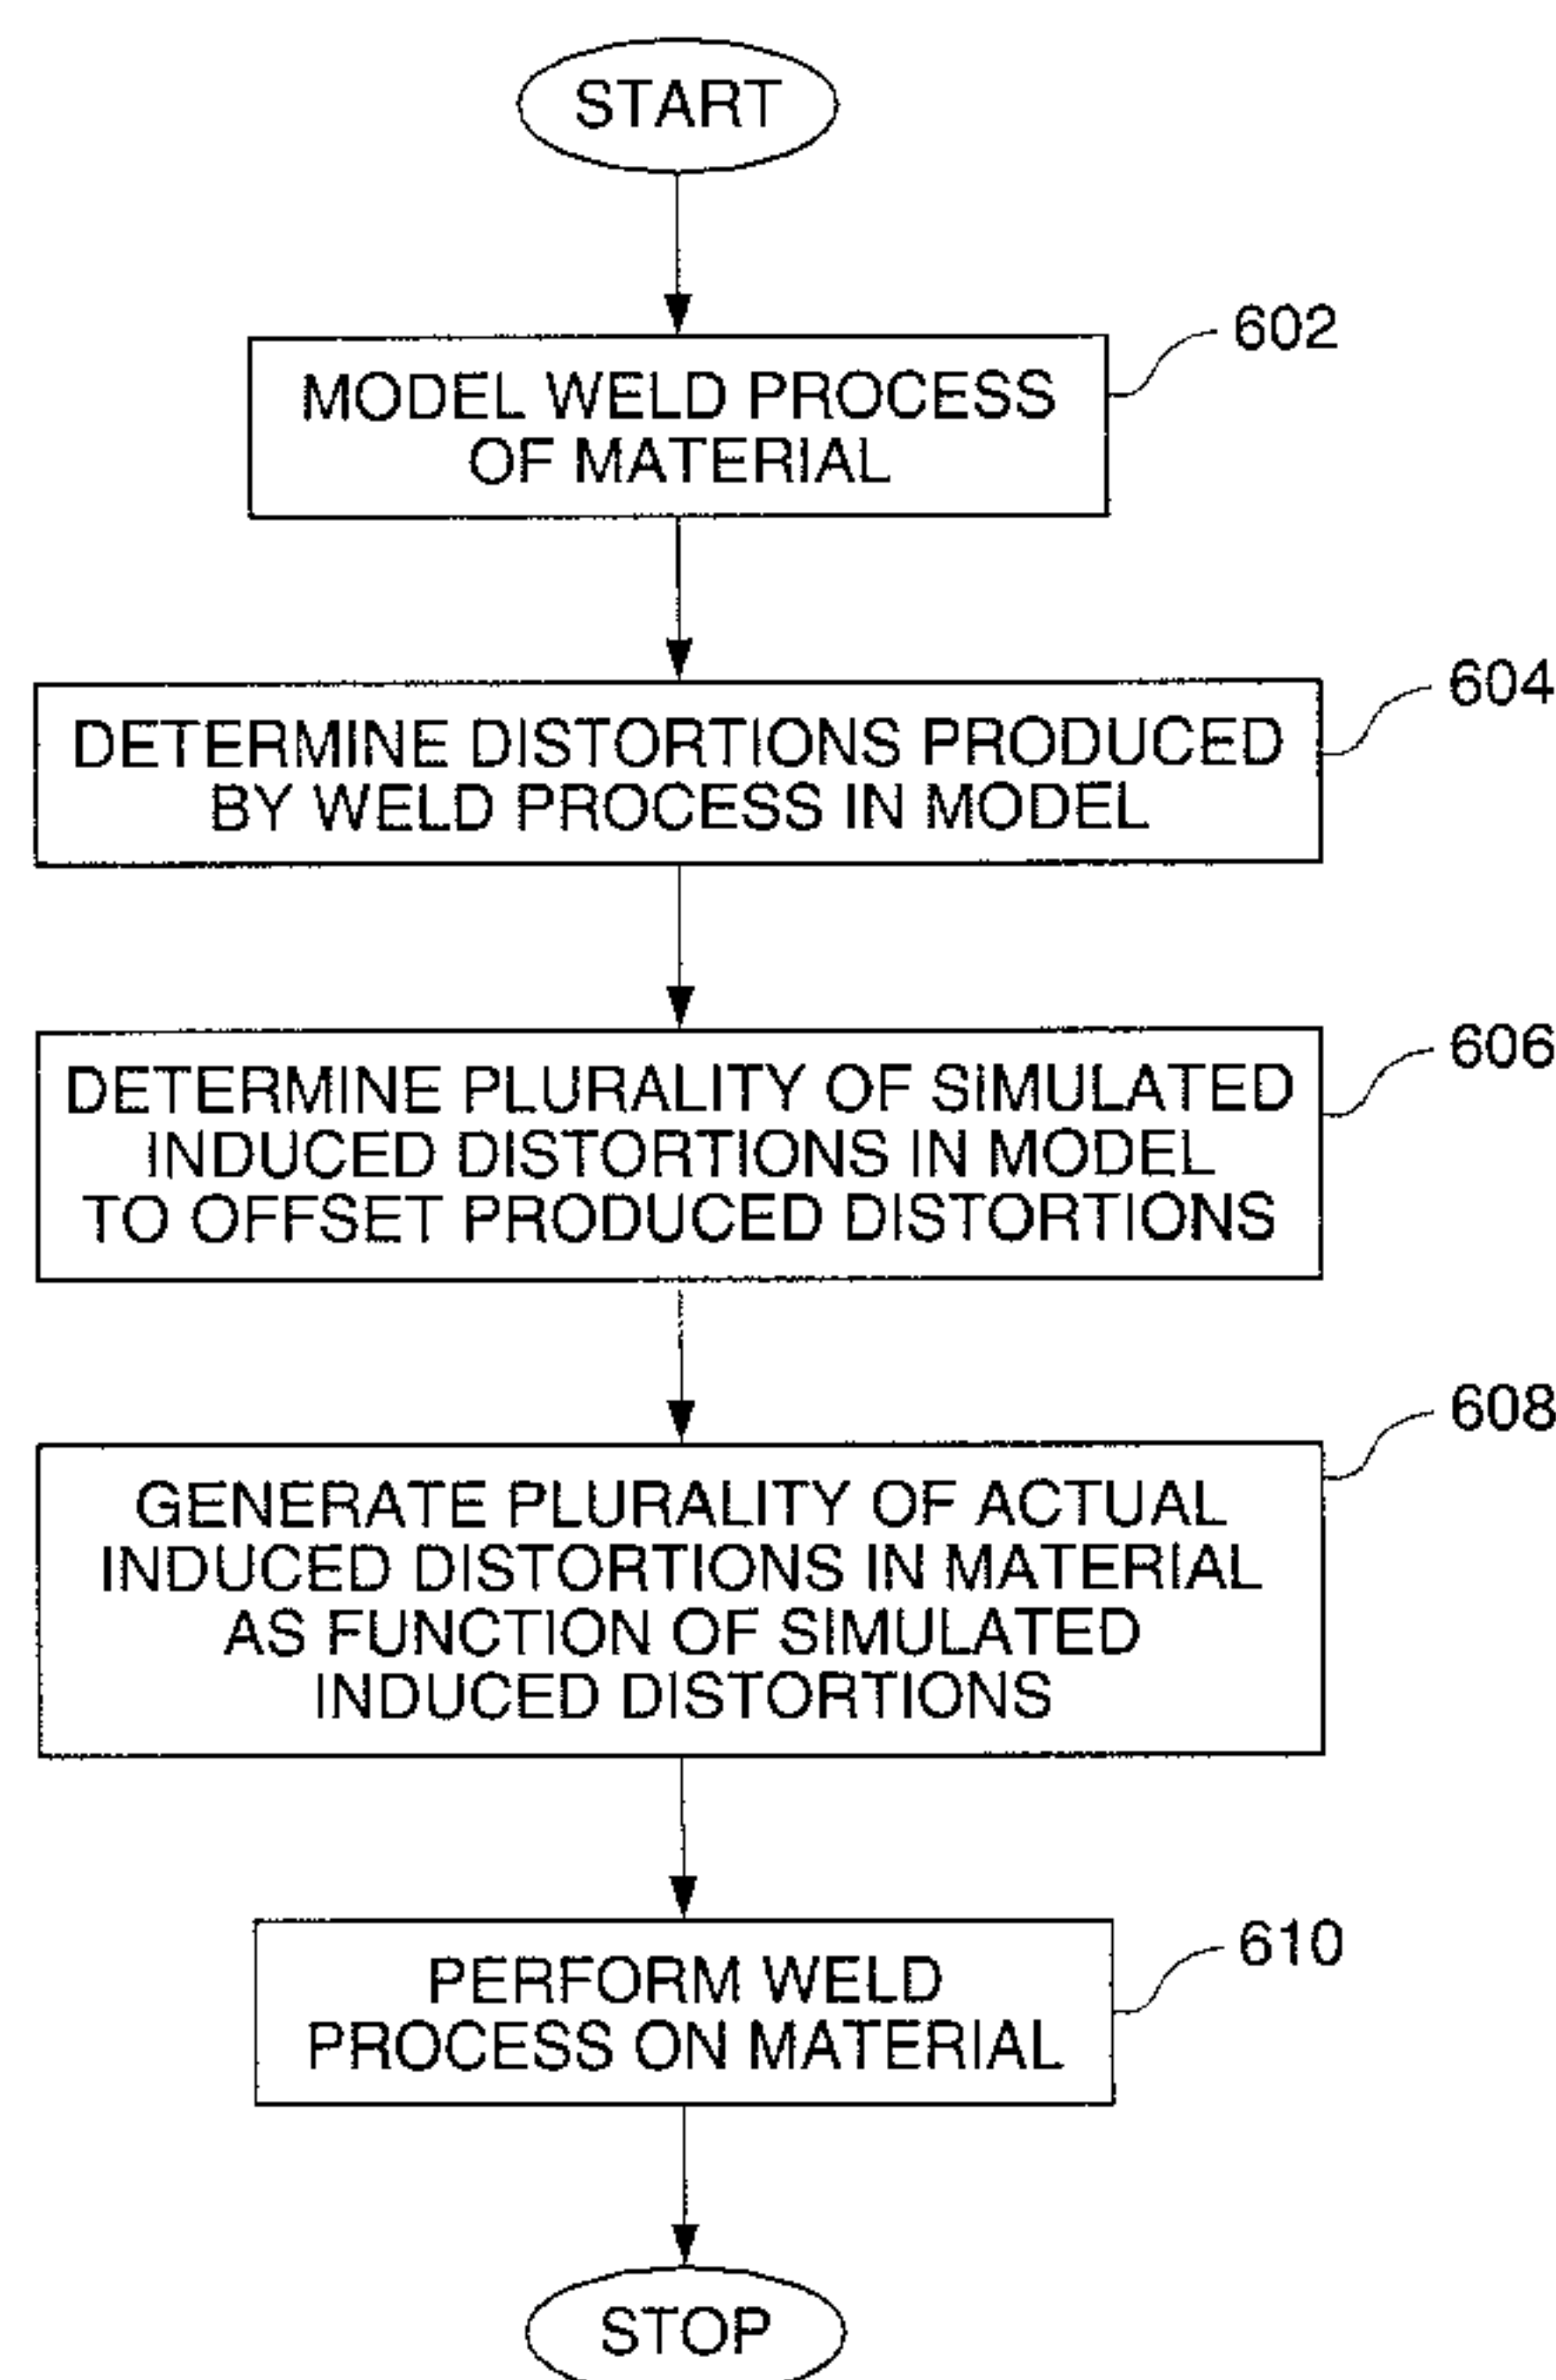 START
602
MODEL WELD PROCESS
OF MATERIAL
604
DETERMINE DISTORTIONS PRODUCED
BY WELD PROCESS IN MODEL
606
DETERMINE PLURALITY OF SIMULATED
INDUCED DISTORTIONS IN MODEL
TO OFFSET PRODUCED DISTORTIONS
608
GENERATE PLURALITY OF ACTUAL
INDUCED DISTORTIONS IN MATERIAL
AS FUNCTION OF SIMULATED
INDUCED DISTORTIONS
610
PERFORM WELD
PROCESS ON MATERIAL
STOP